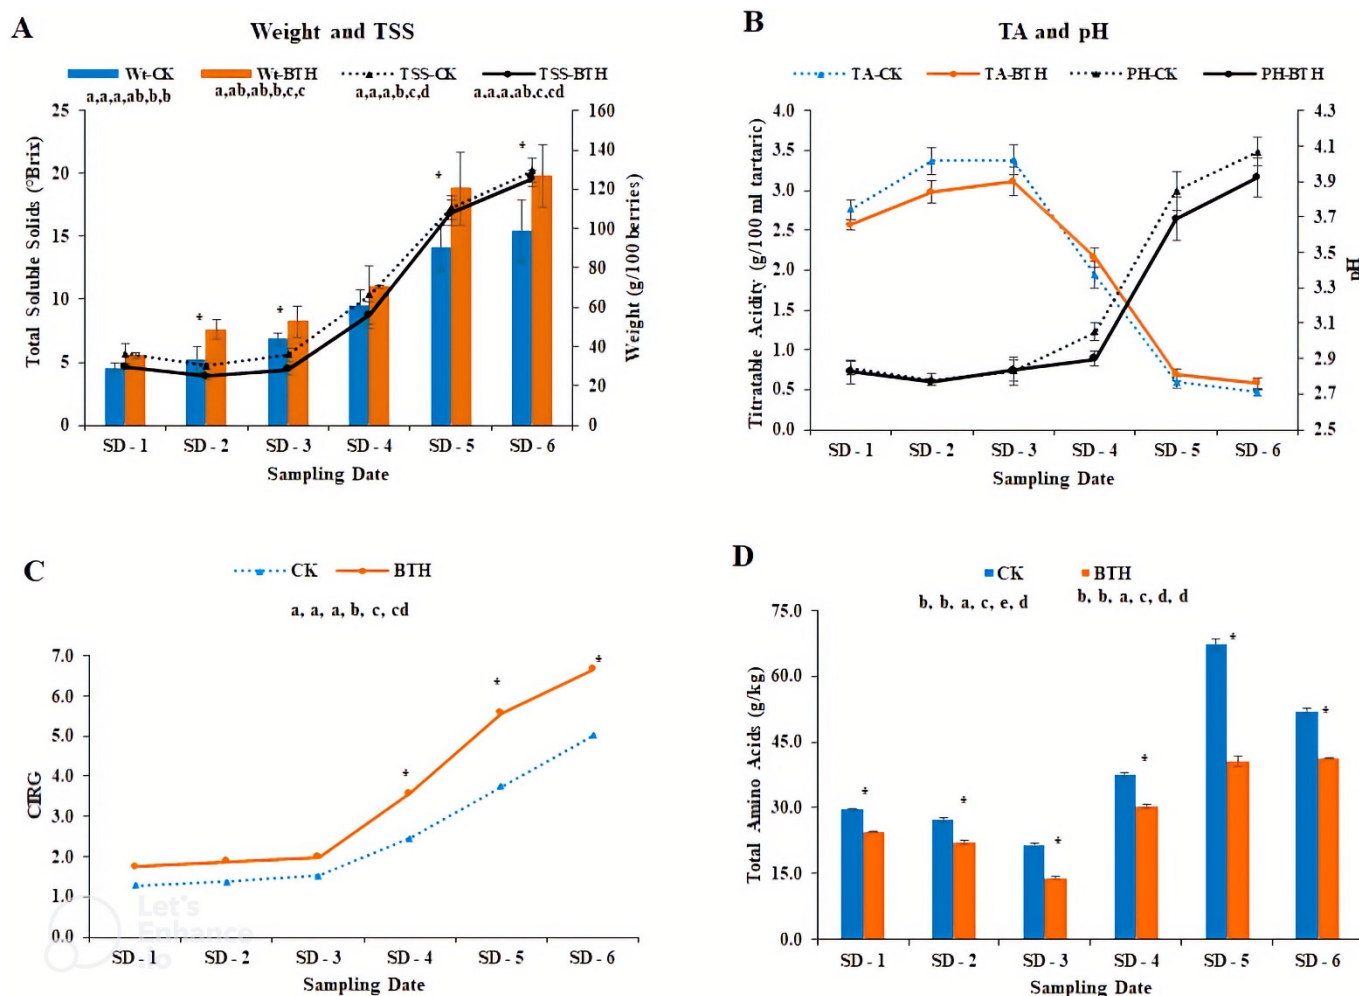 A
Weight and TSS
Wt-CK Wt-BTH TSS-CK TSS-BTH
a,a,a,ab,b,b a,ab,ab,b,c,c a,a,a,b,c,d a,a,a,ab,c,cd
Total Soluble Solids (°Brix)
25
20
15
10
5
0
160
140
120
100
80
60
40
20
0
Weight (g/100 berries)
* * * *
SD - 1 SD - 2 SD - 3 SD - 4 SD - 5 SD - 6
Sampling Date
B
TA and pH
TA-CK TA-BTH PH-CK PH-BTH
Titratable Acidity (g/100 ml tartaric)
4.0
3.5
3.0
2.5
2.0
1.5
1.0
0.5
0.0
4.3
4.1
3.9
3.7
3.5
3.3
3.1
2.9
2.7
2.5
pH
SD - 1 SD - 2 SD - 3 SD - 4 SD - 5 SD - 6
Sampling Date
C
CK BTH
a, a, a, b, c, cd
CIRG
7.0
6.0
5.0
4.0
3.0
2.0
1.0
0.0
* * *
Let's
Enhance
.io
SD - 1 SD - 2 SD - 3 SD - 4 SD - 5 SD - 6
Sampling Date
D
CK BTH
b, b, a, c, e, d b, b, a, c, d, d
Total Amino Acids (g/kg)
75.0
60.0
45.0
30.0
15.0
0.0
* * * * * *
SD - 1 SD - 2 SD - 3 SD - 4 SD - 5 SD - 6
Sampling Date